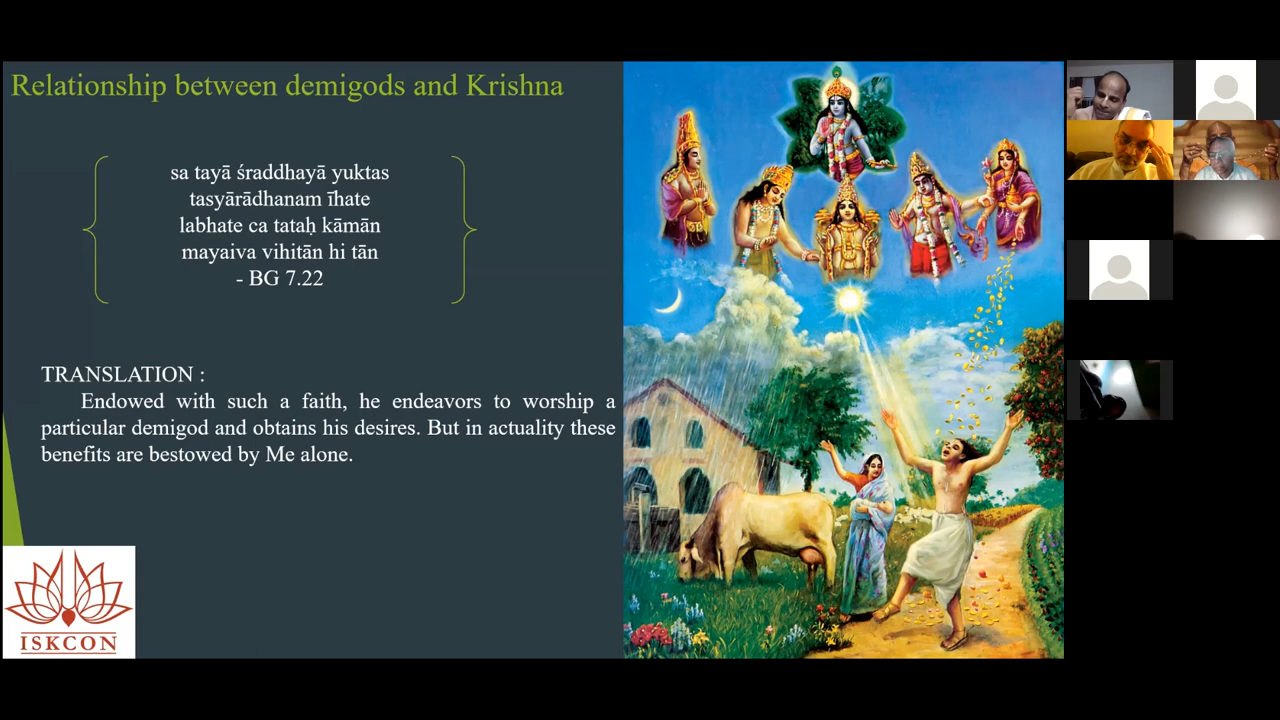 Relationship between demigods and Krishna
sa tayā śraddhayā yuktas
tasyārādhanam īhate
labhate ca tataḥ kāmān
mayaiva vihitān hi tān
- BG 7.22
TRANSLATION :
Endowed with such a faith, he endeavors to worship a
particular demigod and obtains his desires. But in actuality these
benefits are bestowed by Me alone.
ISKCON